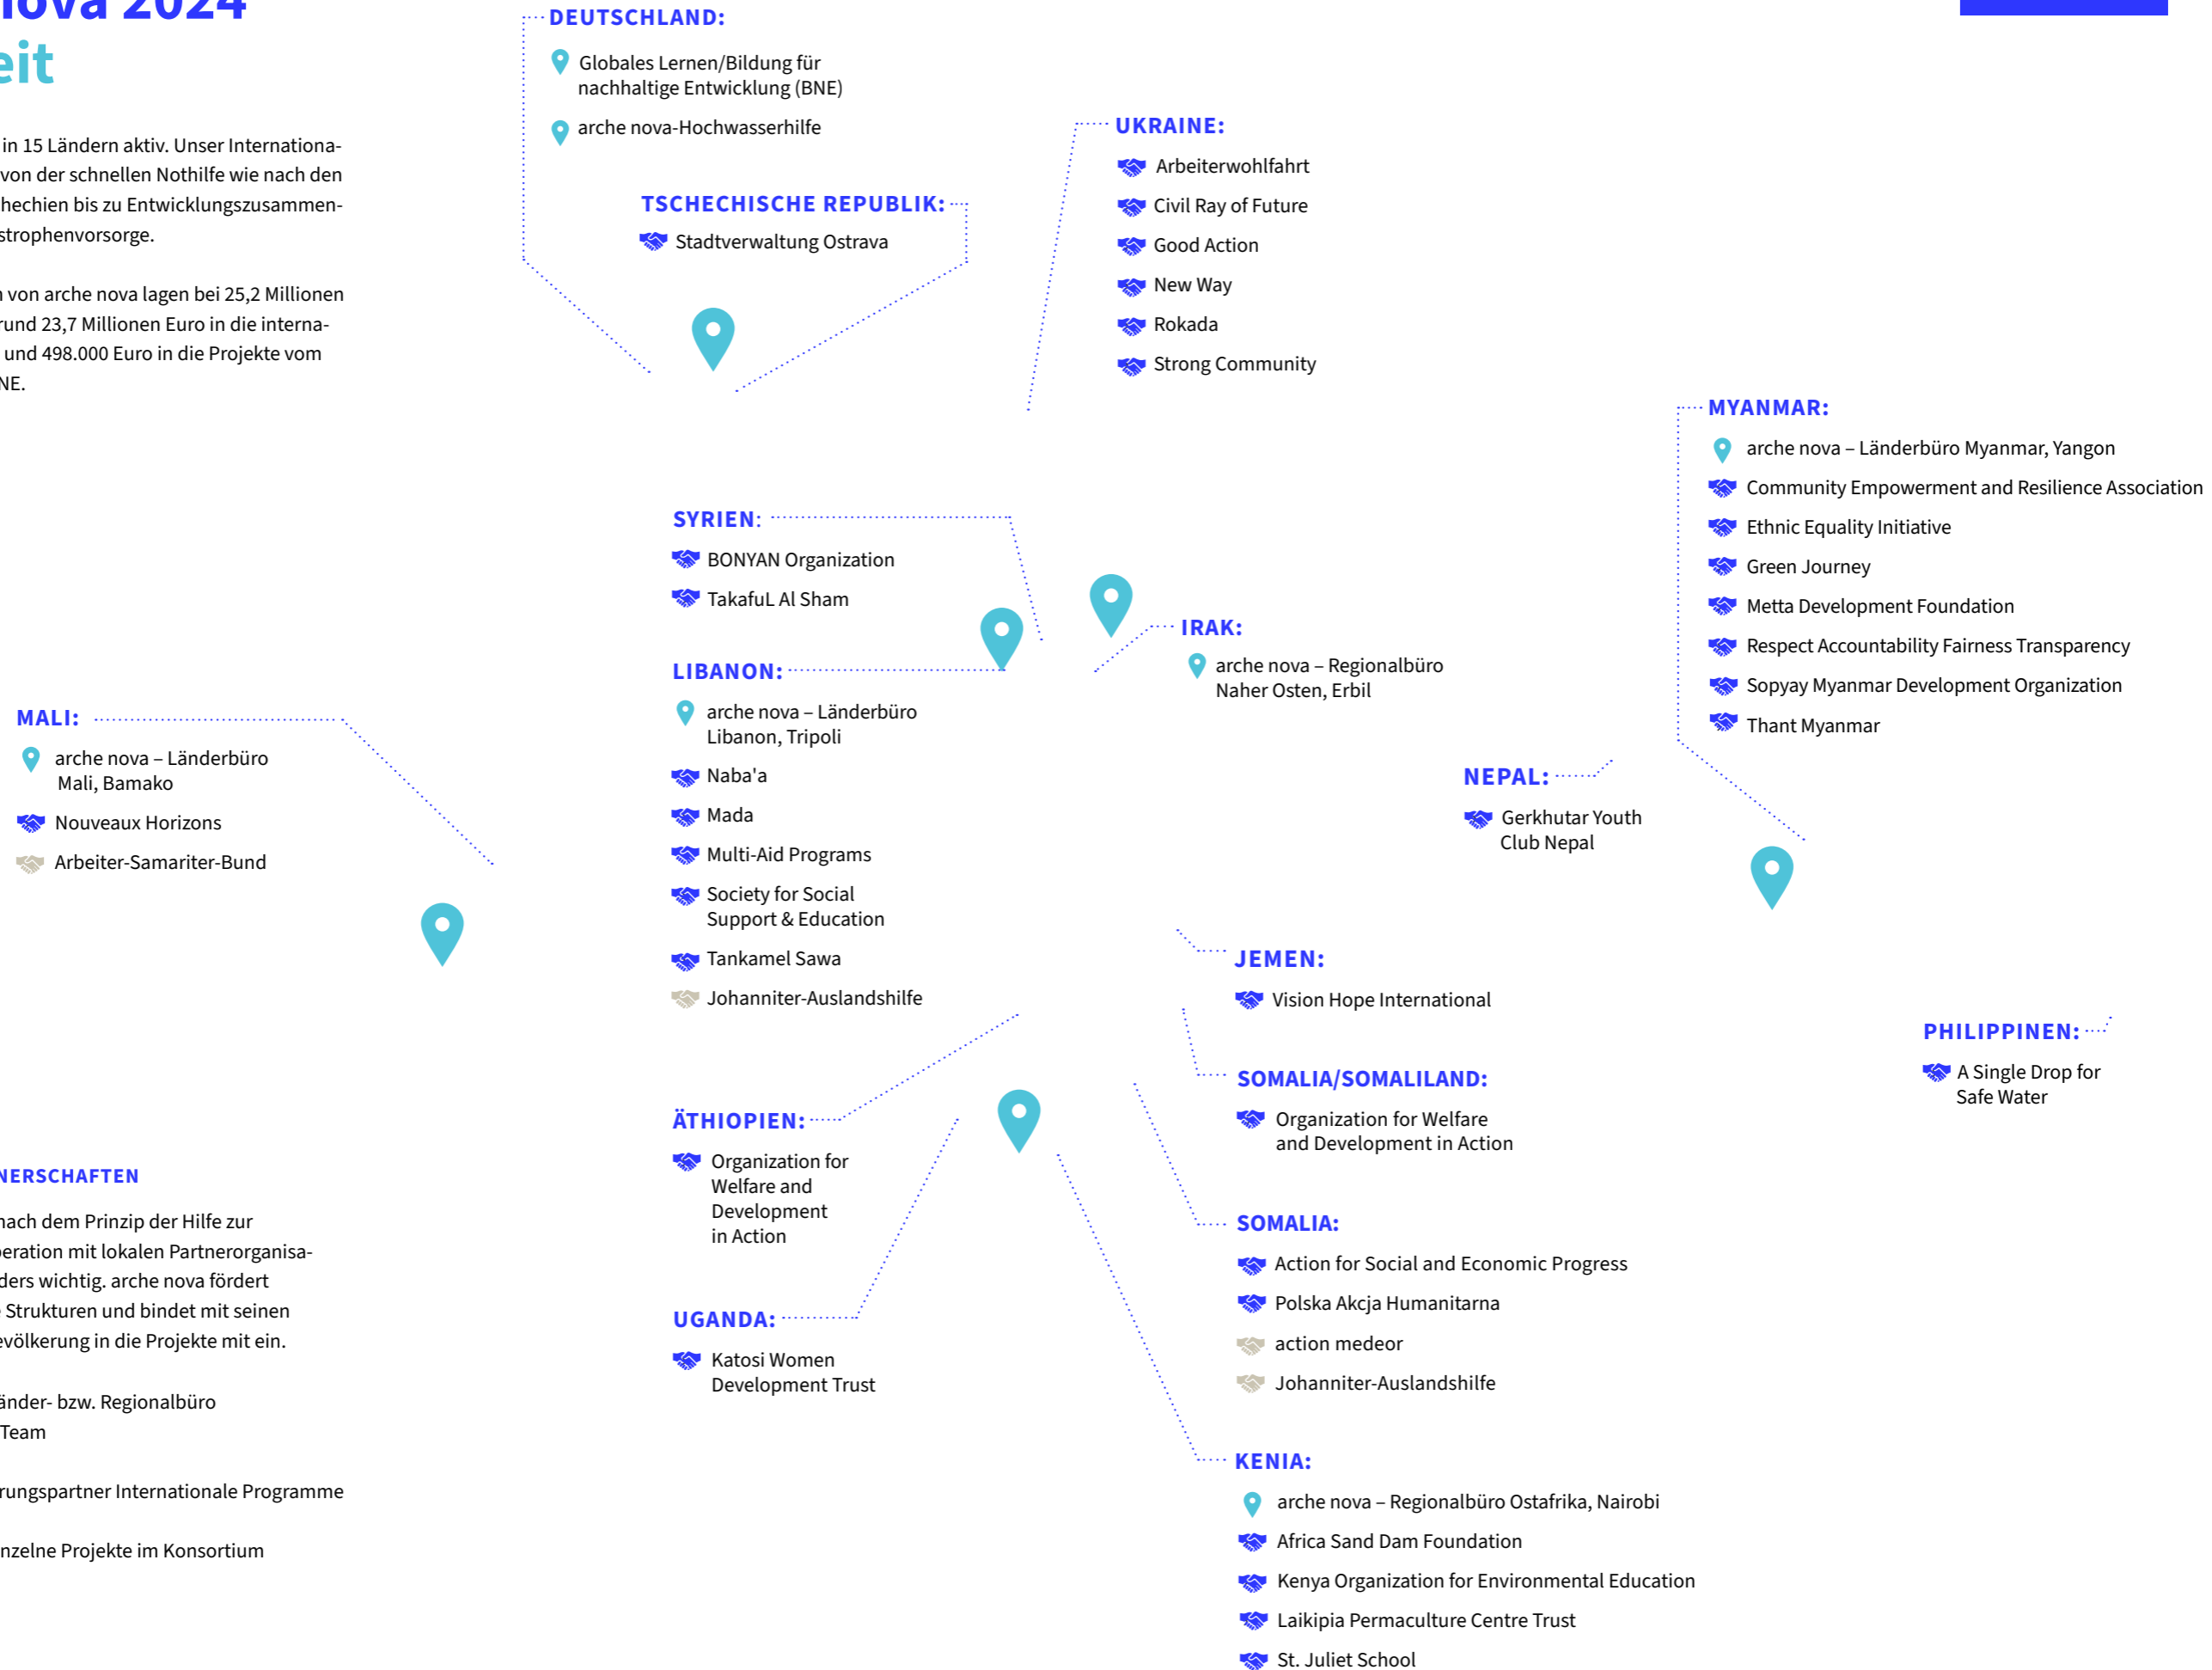 nova 2024
eit
in 15 Ländern aktiv. Unser Internationa-
von der schnellen Nothilfe wie nach den
hechien bis zu Entwicklungszusammen-
strophenvorsorge.
n von arche nova lagen bei 25,2 Millionen
rund 23,7 Millionen Euro in die interna-
und 498.000 Euro in die Projekte vom
NE.
DEUTSCHLAND:
Globales Lernen/Bildung für
nachhaltige Entwicklung (BNE)
arche nova-Hochwasserhilfe
TSCHECHISCHE REPUBLIK:
Stadtverwaltung Ostrava
UKRAINE:
Arbeiterwohlfahrt
Civil Ray of Future
Good Action
New Way
Rokada
Strong Community
MYANMAR:
arche nova – Länderbüro Myanmar, Yangon
Community Empowerment and Resilience Association
Ethnic Equality Initiative
Green Journey
Metta Development Foundation
Respect Accountability Fairness Transparency
Sopyay Myanmar Development Organization
Thant Myanmar
SYRIEN:
BONYAN Organization
TakafuL Al Sham
IRAK:
arche nova – Regionalbüro
Naher Osten, Erbil
LIBANON:
arche nova – Länderbüro
Libanon, Tripoli
Naba'a
Mada
Multi-Aid Programs
Society for Social
Support & Education
Tankamel Sawa
Johanniter-Auslandshilfe
MALI:
arche nova – Länderbüro
Mali, Bamako
Nouveaux Horizons
Arbeiter-Samariter-Bund
NEPAL:
Gerkhutar Youth
Club Nepal
JEMEN:
Vision Hope International
PHILIPPINEN:
A Single Drop for
Safe Water
SOMALIA/SOMALILAND:
Organization for Welfare
and Development in Action
ÄTHIOPIEN:
Organization for
Welfare and
Development
in Action
SOMALIA:
Action for Social and Economic Progress
Polska Akcja Humanitarna
action medeor
Johanniter-Auslandshilfe
UGANDA:
Katosi Women
Development Trust
KENIA:
arche nova – Regionalbüro Ostafrika, Nairobi
Africa Sand Dam Foundation
Kenya Organization for Environmental Education
Laikipia Permaculture Centre Trust
St. Juliet School
NERSCHAFTEN
nach dem Prinzip der Hilfe zur
peration mit lokalen Partnerorganisa-
ders wichtig. arche nova fördert
e Strukturen und bindet mit seinen
evölkerung in die Projekte mit ein.
änder- bzw. Regionalbüro
Team
rungspartner Internationale Programme
nzelne Projekte im Konsortium